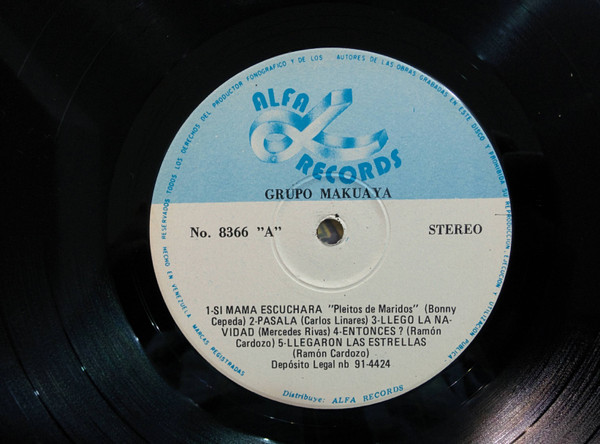 ALFA
RECORDS
GRUPO MAKUAYA
No. 8366 "A"
STEREO
1-SI MAMA ESCUCHARA "Pleitos de Maridos" (Bonny
Cepeda) 2-PASALA (Carlos Linares) 3-LLEGO LA NA-
VIDAD (Mercedes Rivas) 4-ENTONCES ? (Ramón
Cardozo) 5-LLEGARON LAS ESTRELLAS
(Ramón Cardozo)
Depósito Legal nb 91-4424
Distribuye: ALFA RECORDS
HECHO EN VENEZUELA MARCAS REGISTRADAS
RESERVADOS TODOS LOS DERECHOS DEL PRODUCTOR FONOGRAFICO Y DE LOS AUTORES DE LAS OBRAS GRABADAS EN ESTE DISCO Y PROHIBIDA SU REPRODUCCION EJECUCION Y UTILIZACION PUBLICA.